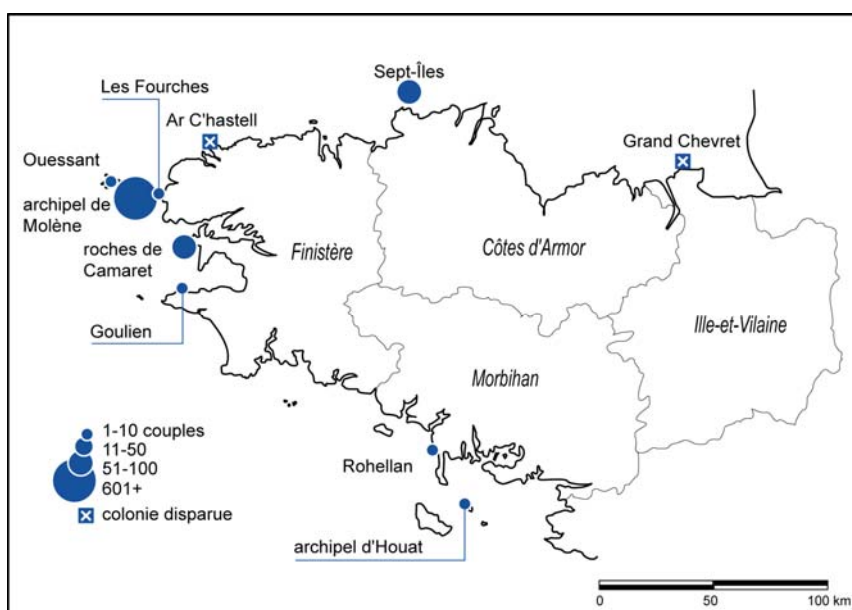 Sept-Îles
Les Fourches
Ar C'hastell
Grand Chevret
Ouessant
archipel de
Molène
roches de
Camaret
Finistère
Côtes d'Armor
Goulien
Ille-et-Vilaine
Morbihan
1-10 couples
11-50
51-100
601+
colonie disparue
Rohellan
archipel d'Houat
0 50 100 km